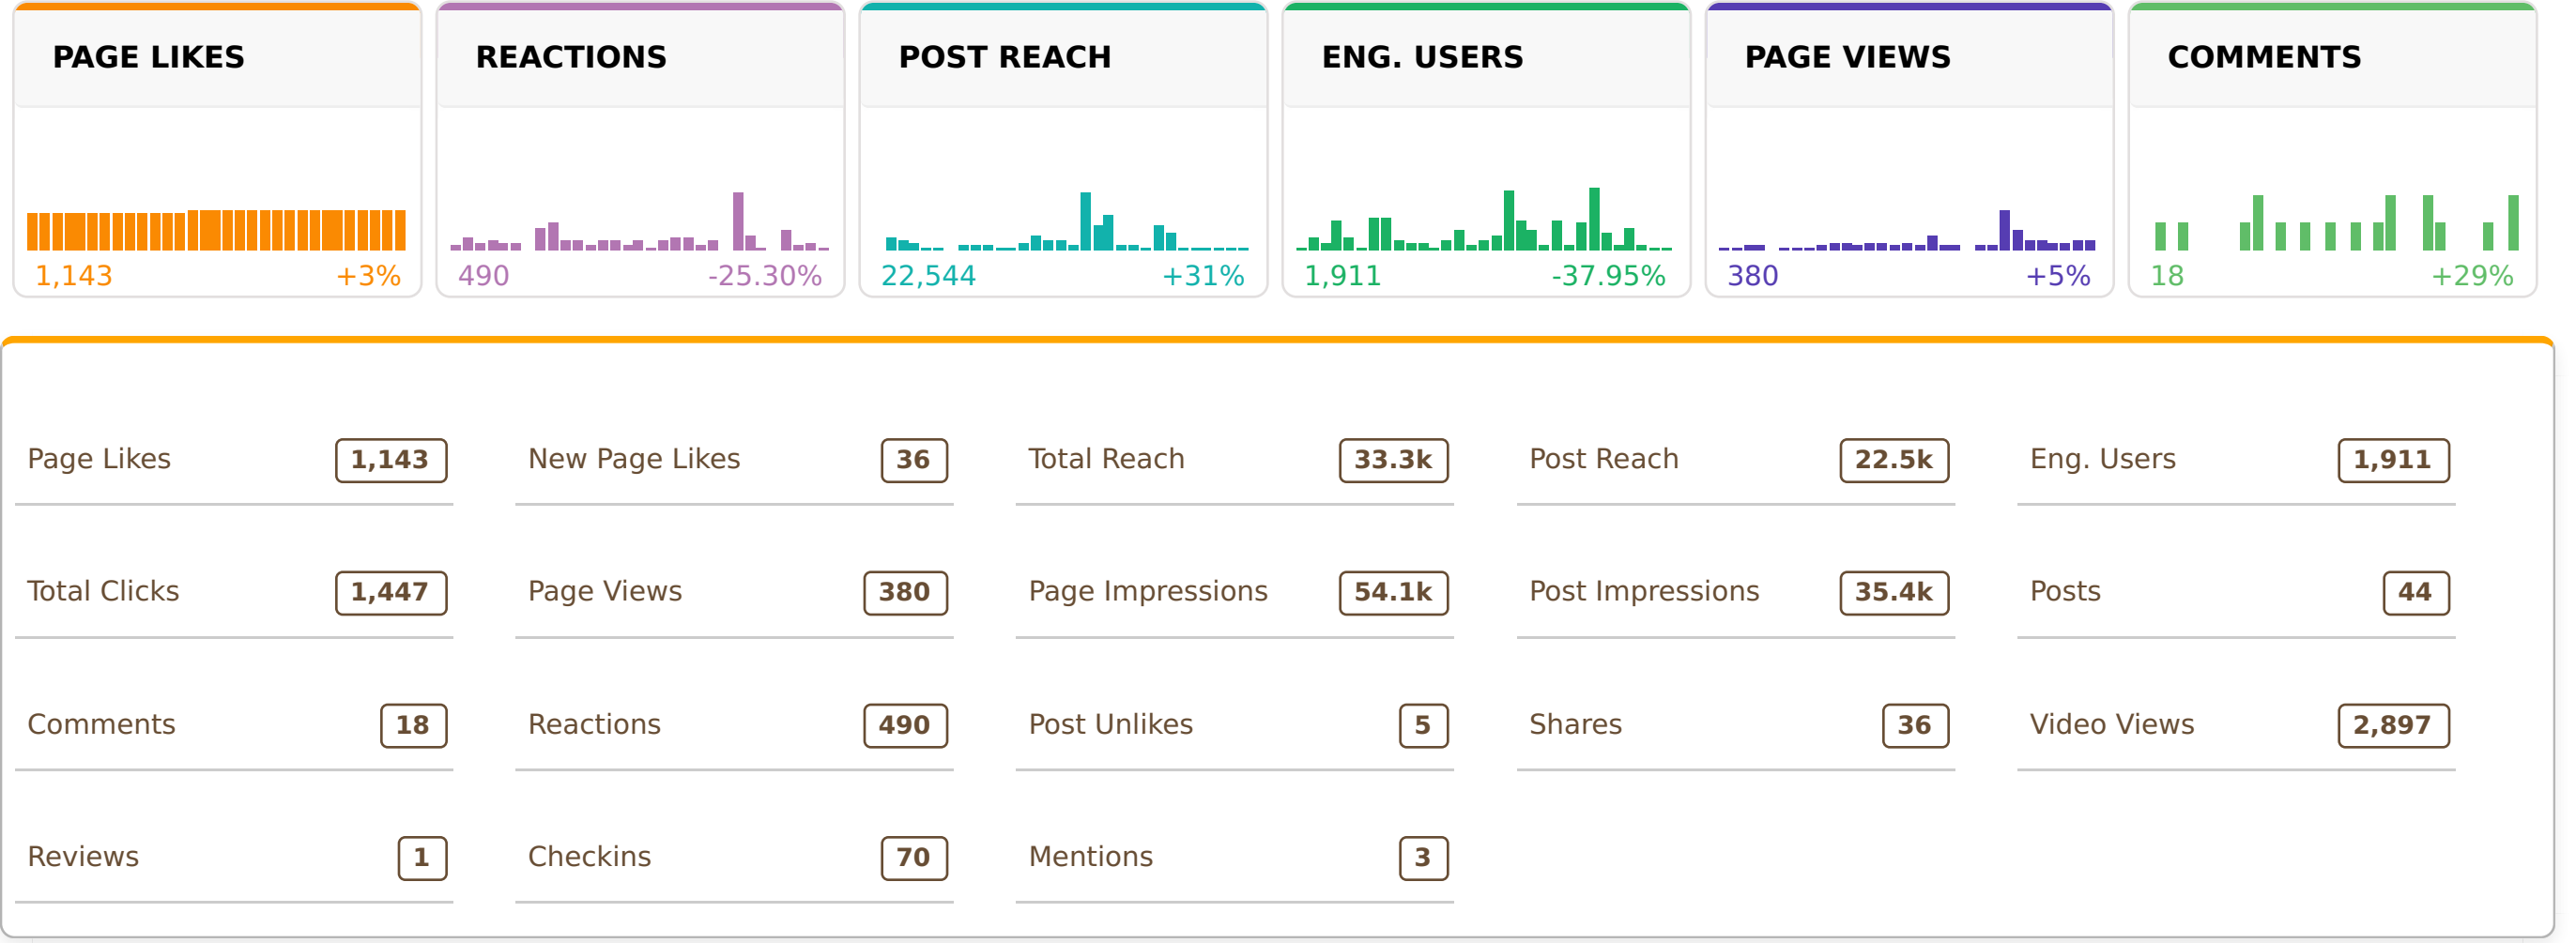 PAGE LIKES REACTIONS POST REACH ENG. USERS PAGE VIEWS COMMENTS
1,143 +3% 490 -25.30% 22,544 +31% 1,911 -37.95% 380 +5% 18 +29%
Page Likes 1,143 New Page Likes 36 Total Reach 33.3k Post Reach 22.5k Eng. Users 1,911
Total Clicks 1,447 Page Views 380 Page Impressions 54.1k Post Impressions 35.4k Posts 44
Comments 18 Reactions 490 Post Unlikes 5 Shares 36 Video Views 2,897
Reviews 1 Checkins 70 Mentions 3